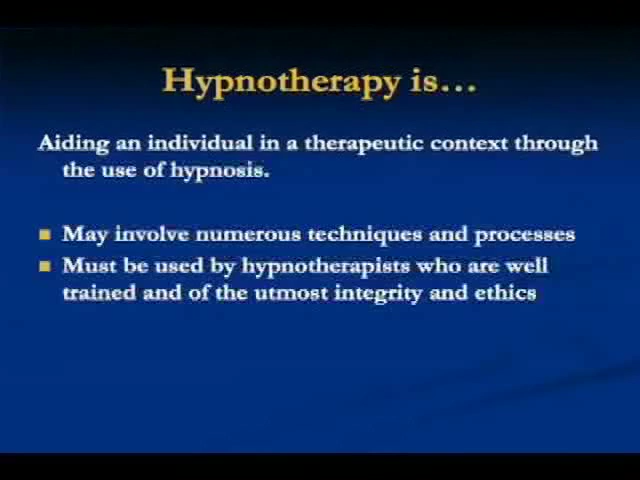 Hypnotherapy is…
Aiding an individual in a therapeutic context through
the use of hypnosis.
May involve numerous techniques and processes
Must be used by hypnotherapists who are well
trained and of the utmost integrity and ethics